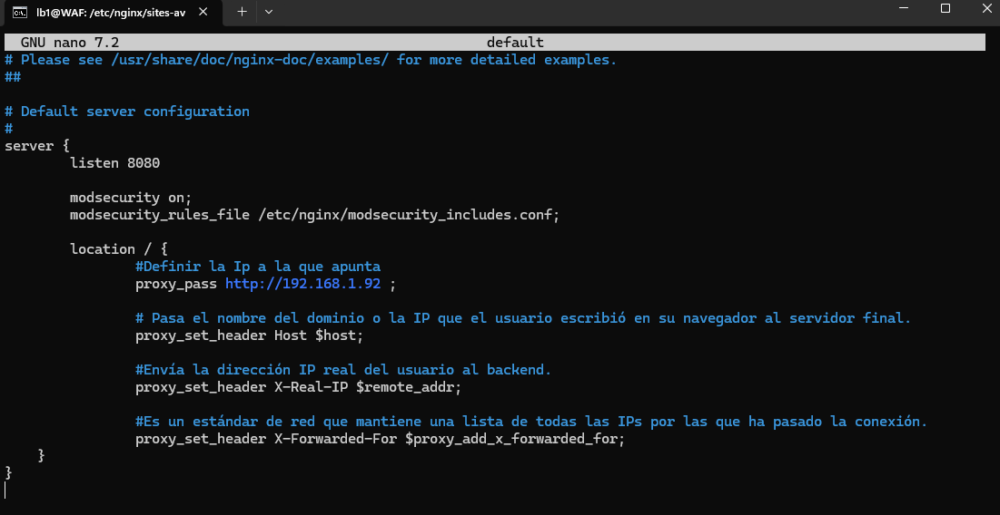 lb1@WAF: /etc/nginx/sites-av
GNU nano 7.2 default
# Please see /usr/share/doc/nginx-doc/examples/ for more detailed examples.
##
# Default server configuration
#
server {
listen 8080
modsecurity on;
modsecurity_rules_file /etc/nginx/modsecurity_includes.conf;
location / {
#Definir la Ip a la que apunta
proxy_pass http://192.168.1.92 ;
# Pasa el nombre del dominio o la IP que el usuario escribió en su navegador al servidor final.
proxy_set_header Host $host;
#Envía la dirección IP real del usuario al backend.
proxy_set_header X-Real-IP $remote_addr;
#Es un estándar de red que mantiene una lista de todas las IPs por las que ha pasado la conexión.
proxy_set_header X-Forwarded-For $proxy_add_x_forwarded_for;
}
}